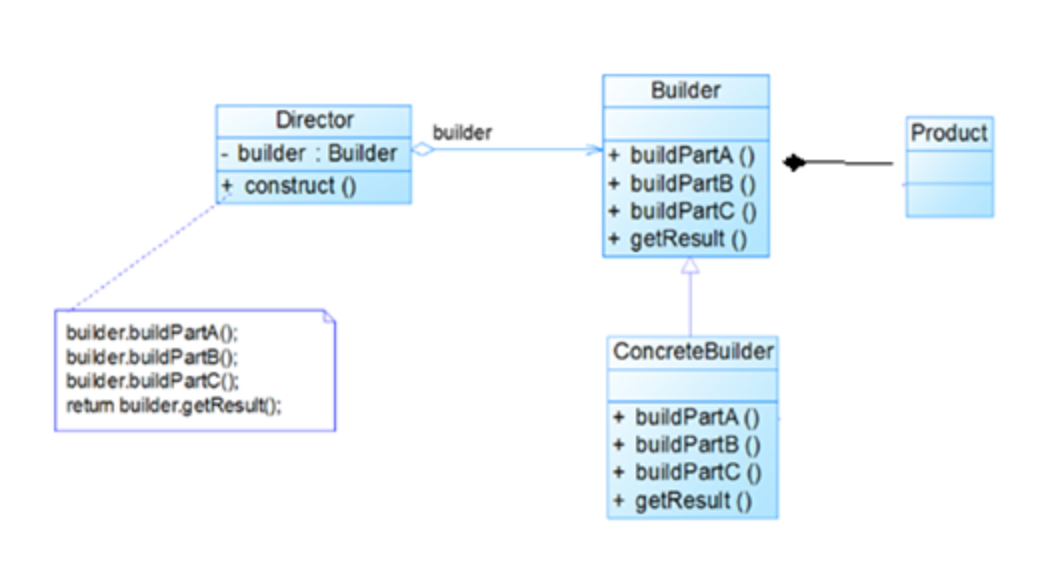 Director
- builder : Builder
+ construct ()
builder
Builder
+ buildPartA ()
+ buildPartB ()
+ buildPartC ()
+ getResult ()
Product
builder.buildPartA();
builder.buildPartB();
builder.buildPartC();
return builder.getResult();
ConcreteBuilder
+ buildPartA ()
+ buildPartB ()
+ buildPartC ()
+ getResult ()